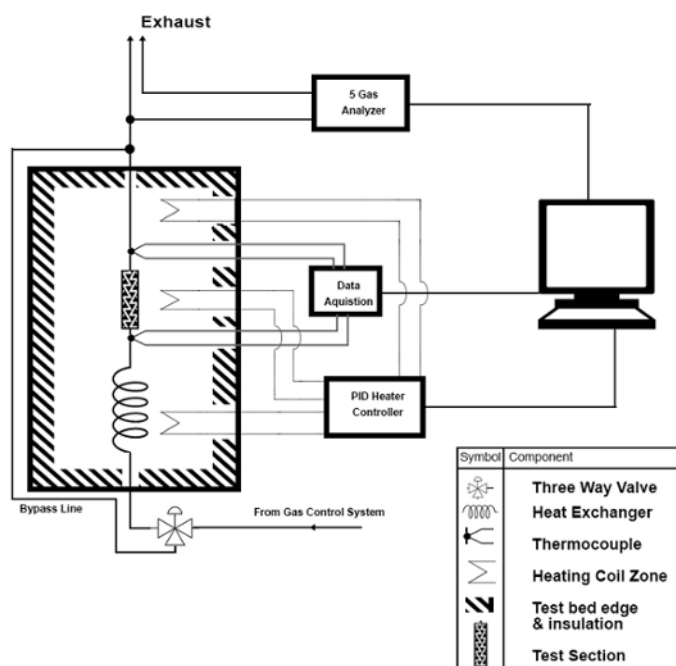 Exhaust
5 Gas
Analyzer
Data
Aquistion
PID Heater
Controller
Bypass Line
From Gas Control System
Symbol Component
Three Way Valve
Heat Exchanger
Thermocouple
Heating Coil Zone
Test bed edge
& insulation
Test Section